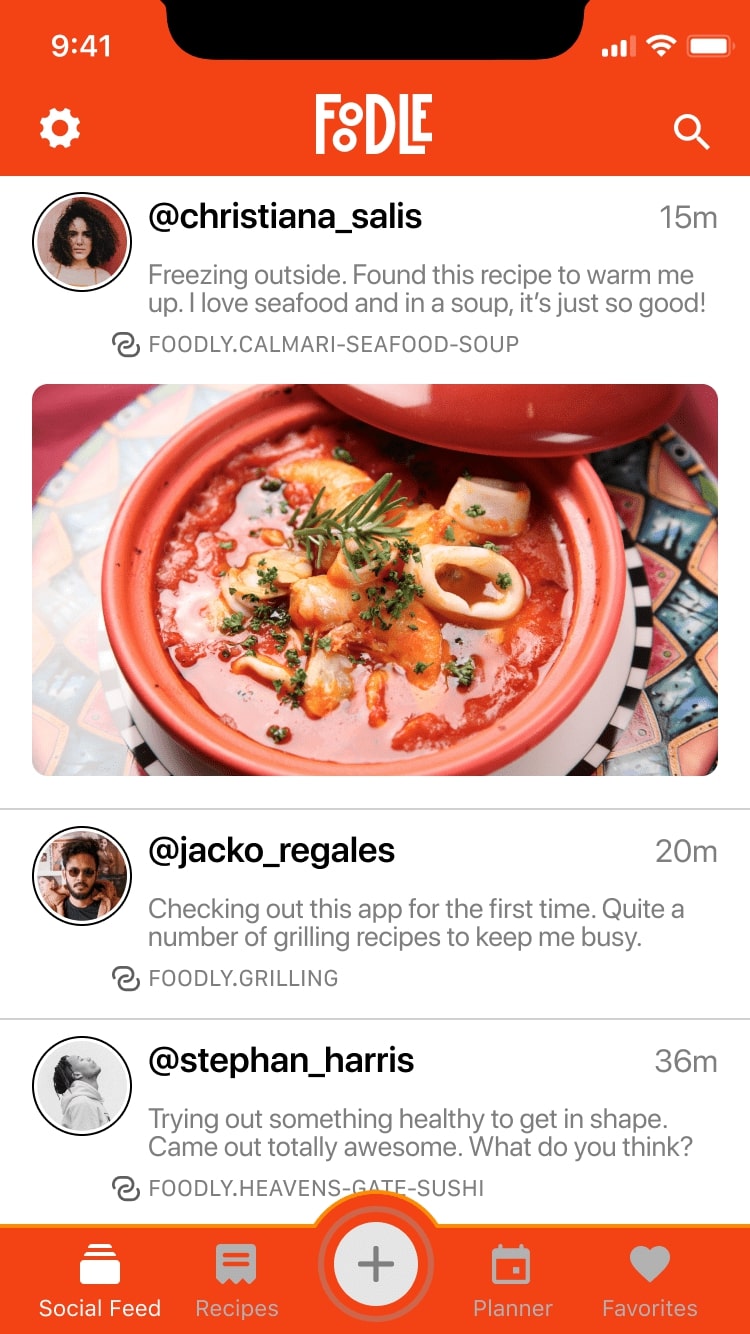 9:41
FOODLE
@christiana_salis 15m
Freezing outside. Found this recipe to warm me
up. I love seafood and in a soup, it’s just so good!
FOODLY.CALMARI-SEAFOOD-SOUP
@jacko_regales 20m
Checking out this app for the first time. Quite a
number of grilling recipes to keep me busy.
FOODLY.GRILLING
@stephan_harris 36m
Trying out something healthy to get in shape.
Came out totally awesome. What do you think?
FOODLY.HEAVENS-GATE-SUSHI
Social Feed Recipes Planner Favorites